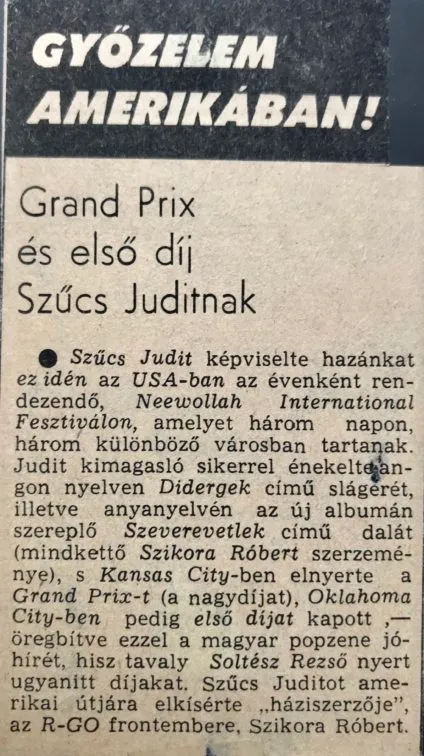 GYŐZELEM
AMERIKÁBAN!
Grand Prix
és első díj
Szűcs Juditnak
● Szűcs Judit képviselte hazánkat
ez idén az USA-ban az évenként ren-
dezendő, Neewollah International
Fesztiválon, amelyet három napon,
három különböző városban tartanak.
Judit kimagasló sikerrel énekelte an-
gon nyelven Didergek című slágerét,
illetve anyanyelvén az új albumán
szereplő Szeverevetlek című dalát
(mindkettő Szikora Róbert szerzemé-
nye), s Kansas City-ben elnyerte a
Grand Prix-t (a nagydíjat), Oklahoma
City-ben pedig első díjat kapott ,—
öregbítve ezzel a magyar popzene jó-
hírét, hisz tavaly Soltész Rezső nyert
ugyanitt díjakat. Szűcs Juditot ame-
rikai útjára elkísérte „háziszerzője",
az R-GO frontembere, Szikora Róbert.